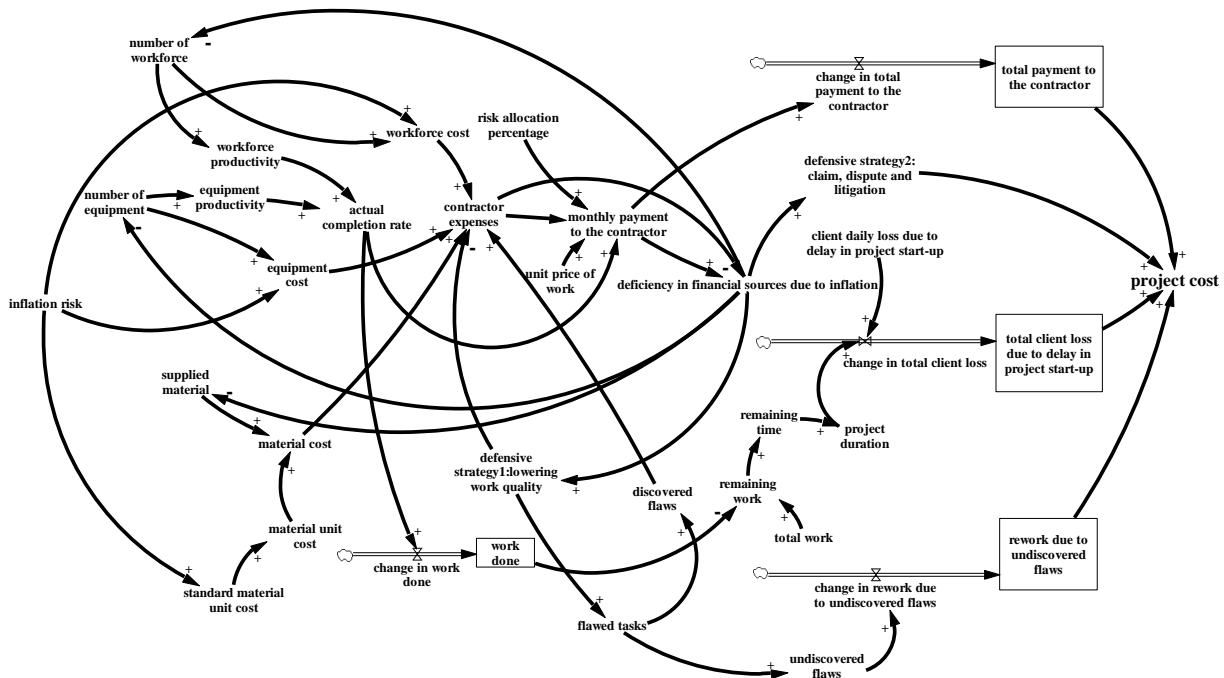 number of
workforce
change in total
payment to the
contractor
total payment to
the contractor
workforce cost
risk allocation
percentage
workforce
productivity
defensive strategy2:
claim, dispute and
litigation
number of
equipment
equipment
productivity
actual
completion rate
contractor
expenses
monthly payment
to the contractor
client daily loss due to
delay in project start-up
equipment
cost
unit price of
work
deficiency in financial sources due to inflation
project cost
inflation risk
change in total client loss
total client loss
due to delay in
project start-up
supplied
material
material cost
remaining
time
project
duration
defensive
strategy1:lowering
work quality
discovered
flaws
remaining
work
total work
material unit
cost
change in work
done
work
done
rework due to
undiscovered
flaws
standard material
unit cost
change in rework due
to undiscovered flaws
flawed tasks
undiscovered
flaws